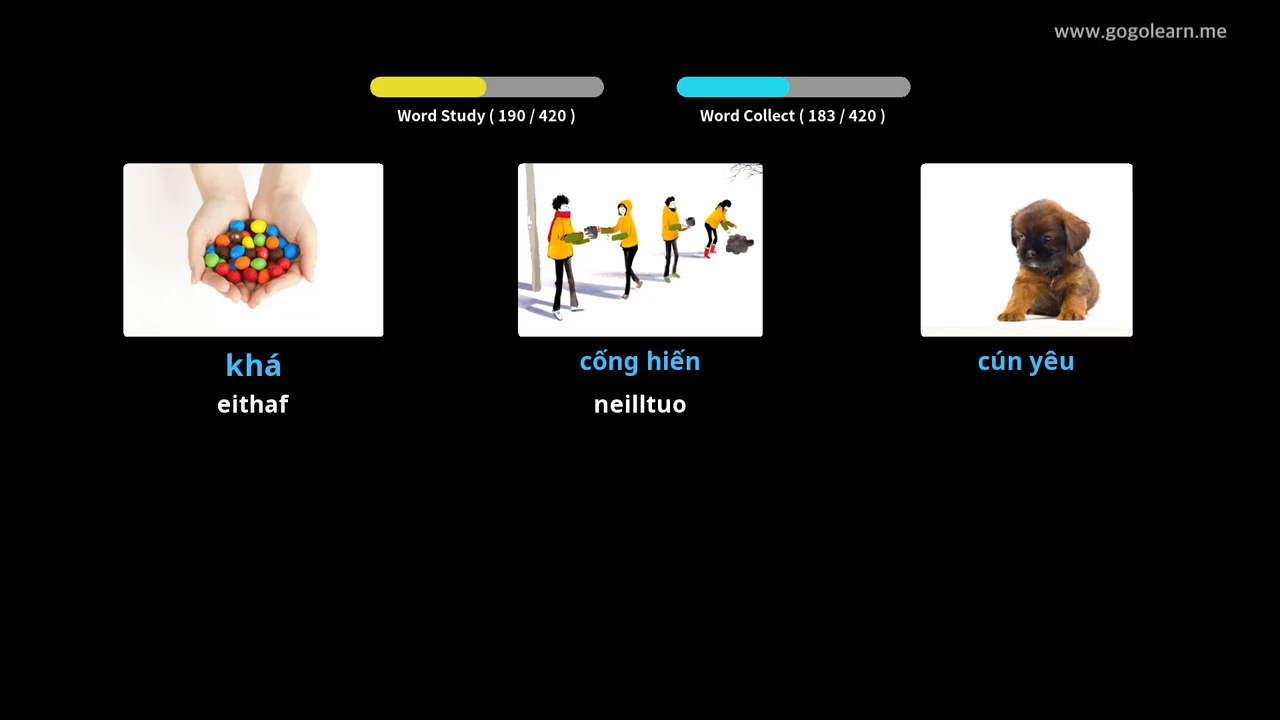 www.gogolearn.me
Word Study ( 190 / 420 )
Word Collect ( 183 / 420 )
khá
cống hiến
cún yêu
eithaf
neilltuo